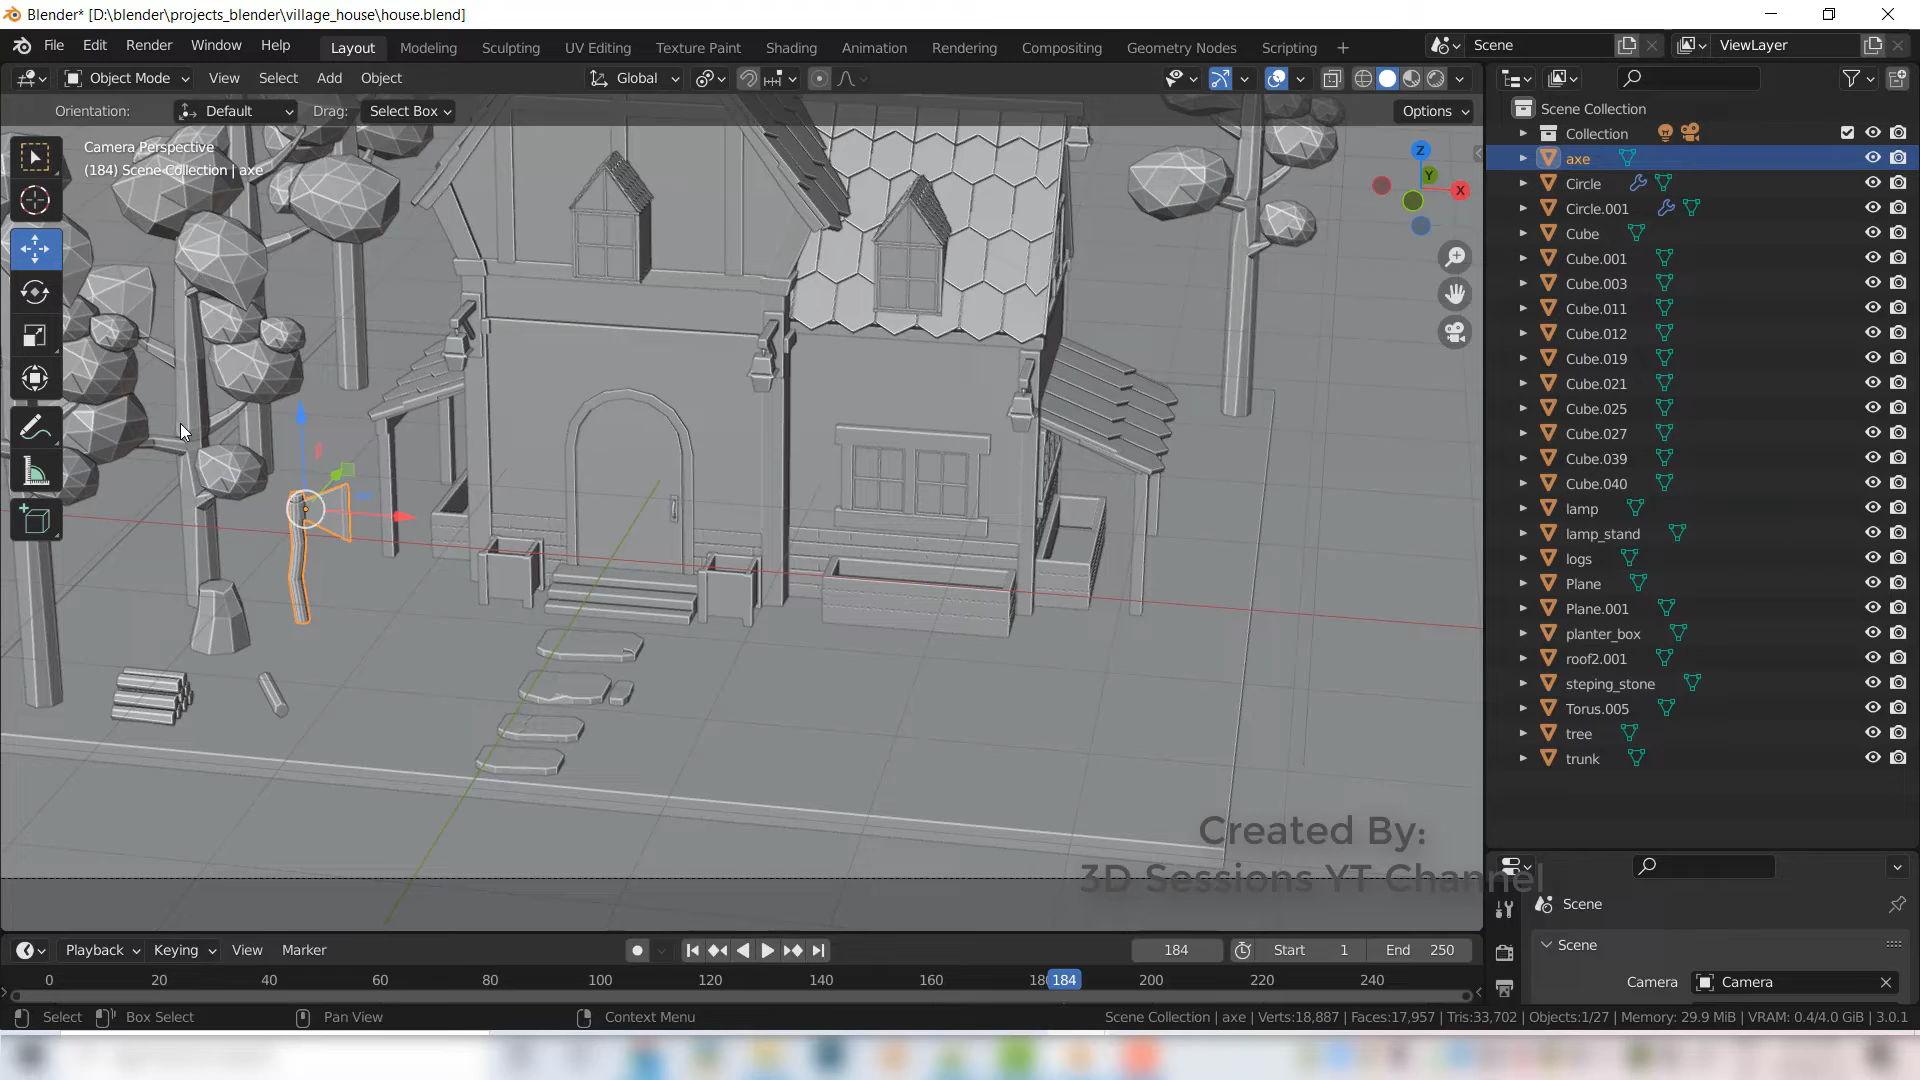 Blender* [D:\blender\projects_blender\village_house\house.blend]
File Edit Render Window Help
Layout Modeling Sculpting UV Editing Texture Paint Shading Animation Rendering Compositing Geometry Nodes Scripting +
Scene
ViewLayer
Object Mode View Select Add Object
Global
Orientation: Default Drag: Select Box
Options
Camera Perspective
(184) Scene Collection | axe
Z
Y
X
Scene Collection
Collection
axe
Circle
Circle.001
Cube
Cube.001
Cube.003
Cube.011
Cube.012
Cube.019
Cube.021
Cube.025
Cube.027
Cube.039
Cube.040
lamp
lamp_stand
logs
Plane
Plane.001
planter_box
roof2.001
steping_stone
Torus.005
tree
trunk
Created By:
3D Sessions YT Channel
Scene
Scene
Camera Camera
Playback Keying View Marker
184 Start 1 End 250
0 20 40 60 80 100 120 140 160 180 184 200 220 240
Select Box Select Pan View Context Menu
Scene Collection | axe | Verts:18,887 | Faces:17,957 | Tris:33,702 | Objects:1/27 | Memory: 29.9 MiB | VRAM: 0.4/4.0 GiB | 3.0.1